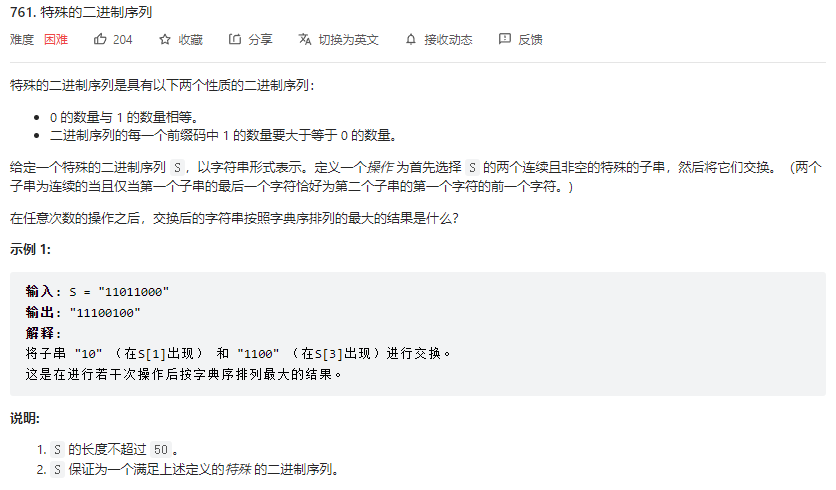 761. 特殊的二进制序列
难度 困难 204 收藏 分享 切换为英文 接收动态 反馈
特殊的二进制序列是具有以下两个性质的二进制序列：
0 的数量与 1 的数量相等。
二进制序列的每一个前缀码中 1 的数量要大于等于 0 的数量。
给定一个特殊的二进制序列 S，以字符串形式表示。定义一个操作 为首先选择 S 的两个连续且非空的特殊的子串，然后将它们交换。（两个
子串为连续的当且仅当第一个子串的最后一个字符恰好为第二个子串的第一个字符的前一个字符。）
在任意次数的操作之后，交换后的字符串按照字典序排列的最大的结果是什么？
示例 1:
输入: S = "11011000"
输出: "11100100"
解释:
将子串 "10" （在S[1]出现） 和 "1100" （在S[3]出现）进行交换。
这是在进行若干次操作后按字典序排列最大的结果。
说明:
1. S 的长度不超过 50。
2. S 保证为一个满足上述定义的特殊 的二进制序列。